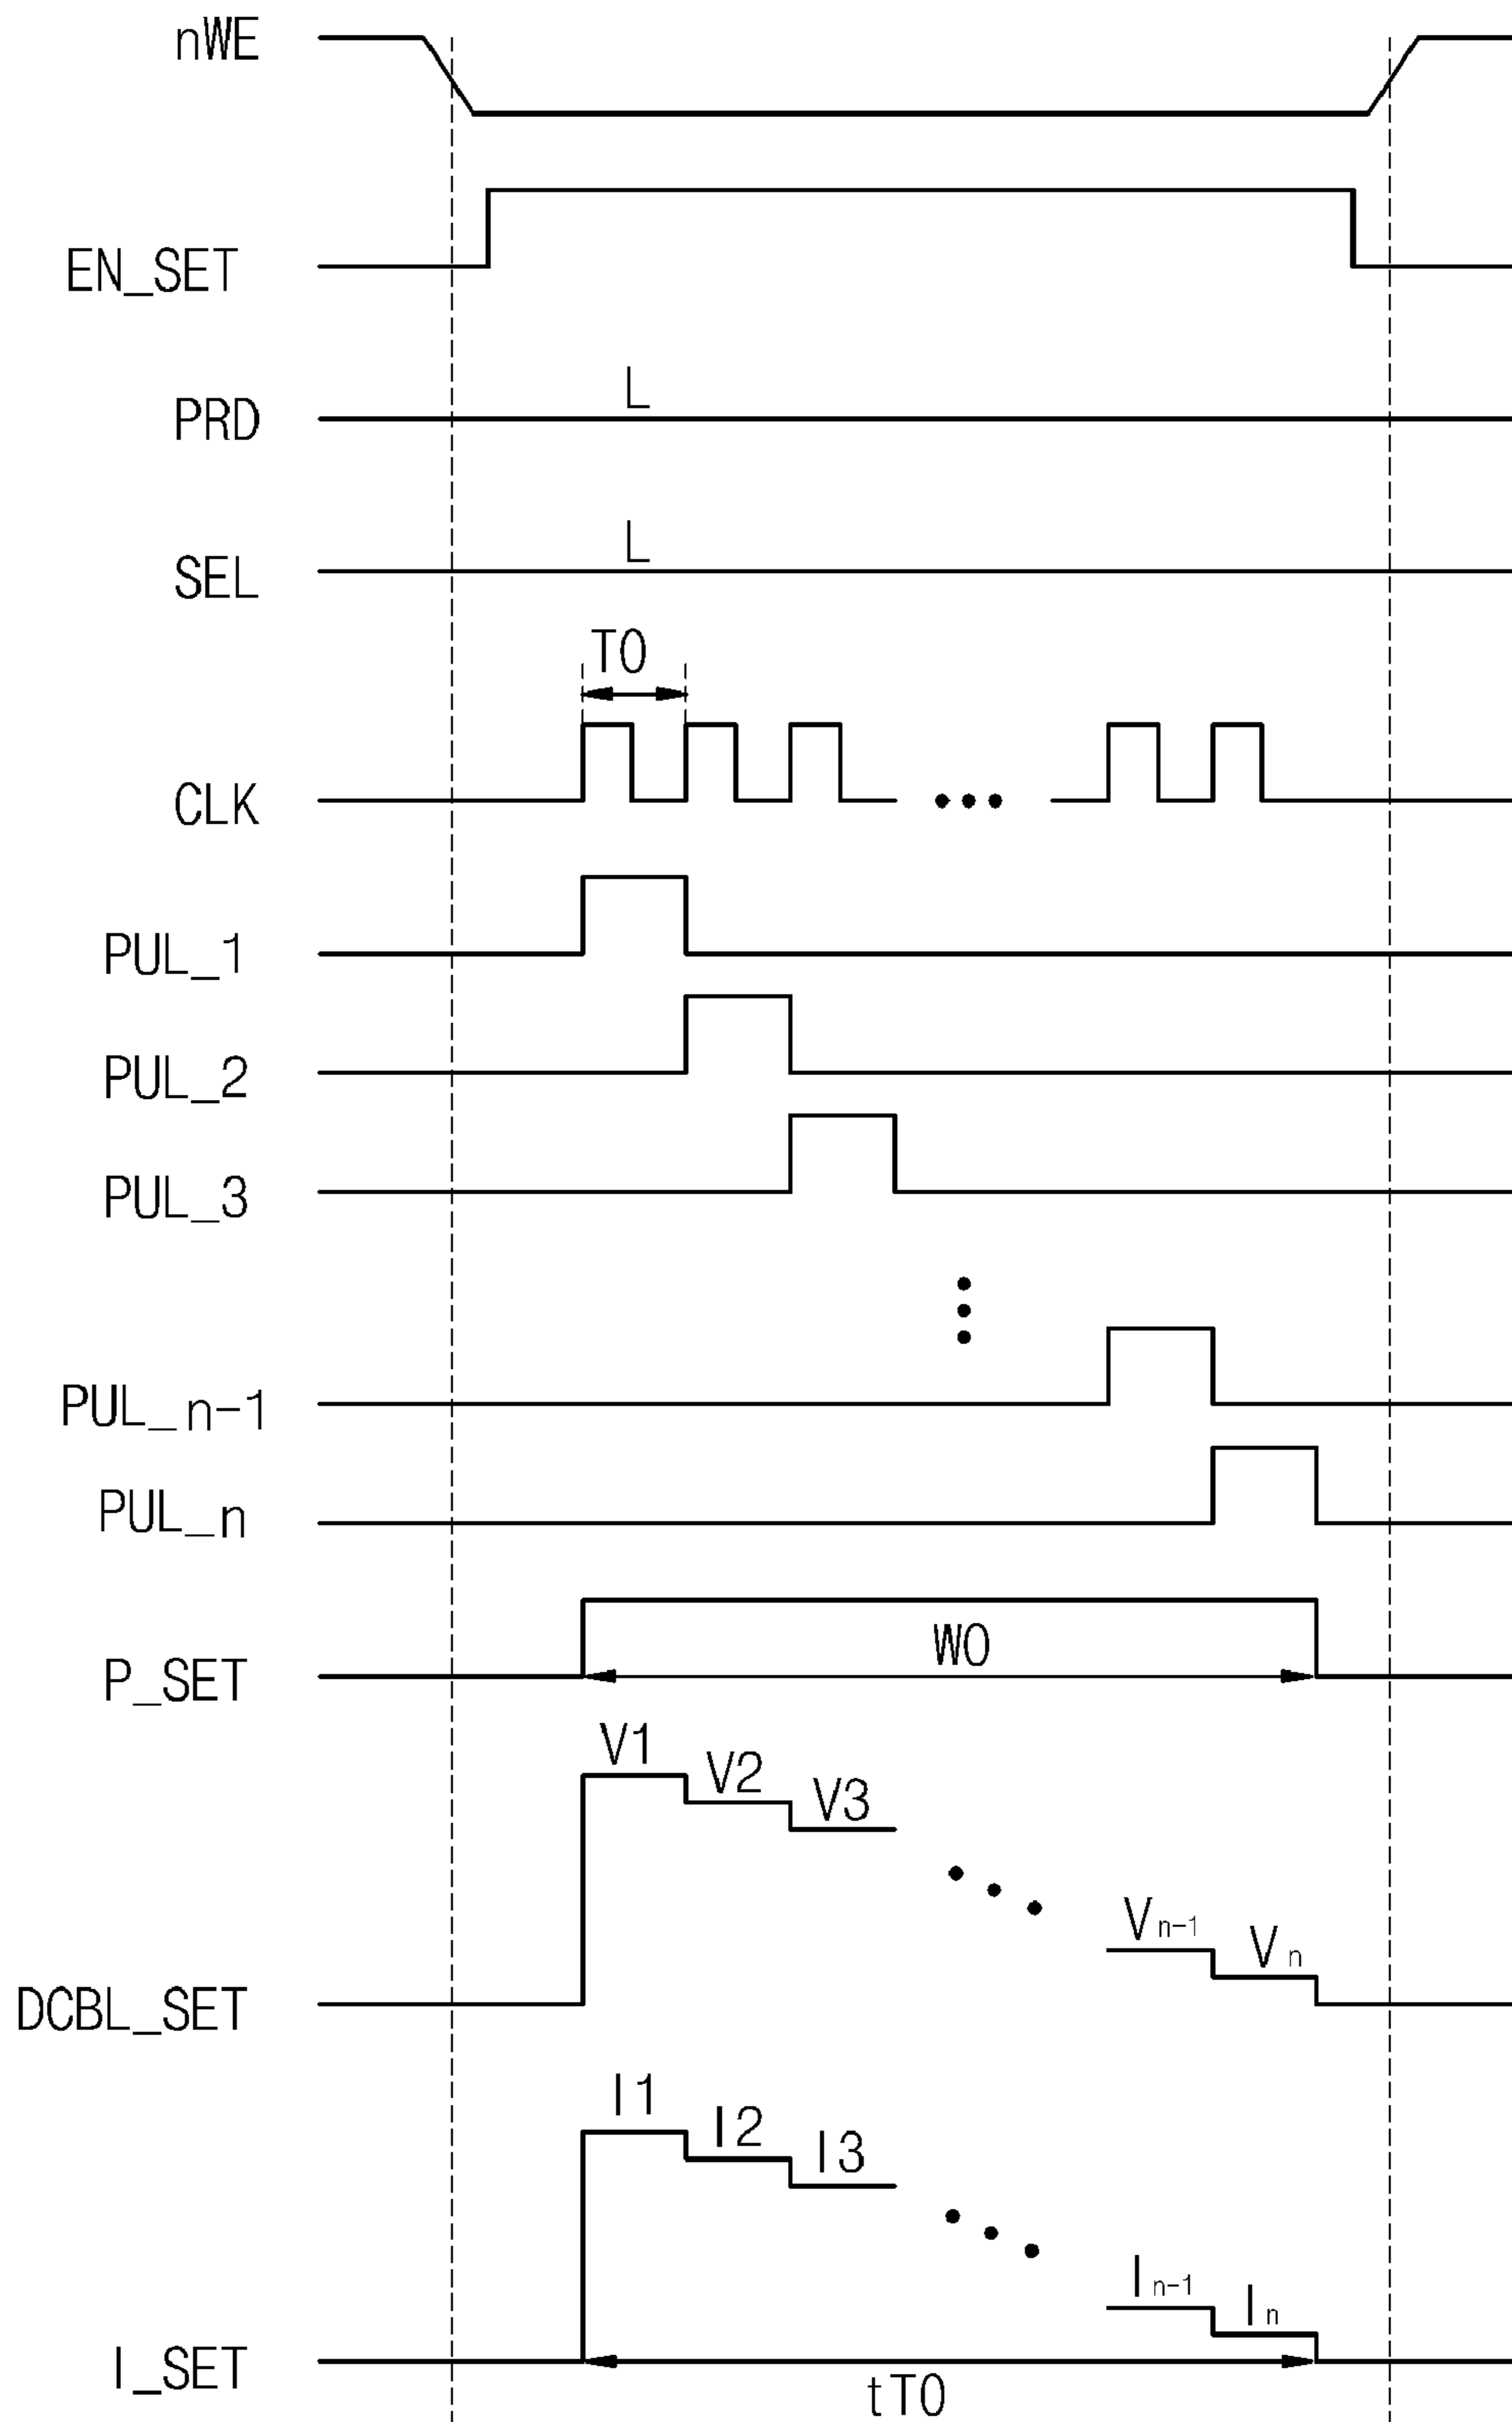 nWE
EN_SET
L
PRD
L
SEL
T0
CLK
PUL_1
PUL_2
PUL_3
PUL_n-1
PUL_n
W0
P_SET
V1
V2
V3
Vn-1
Vn
DCBL_SET
I1
I2
I3
In-1
In
I_SET
tT0